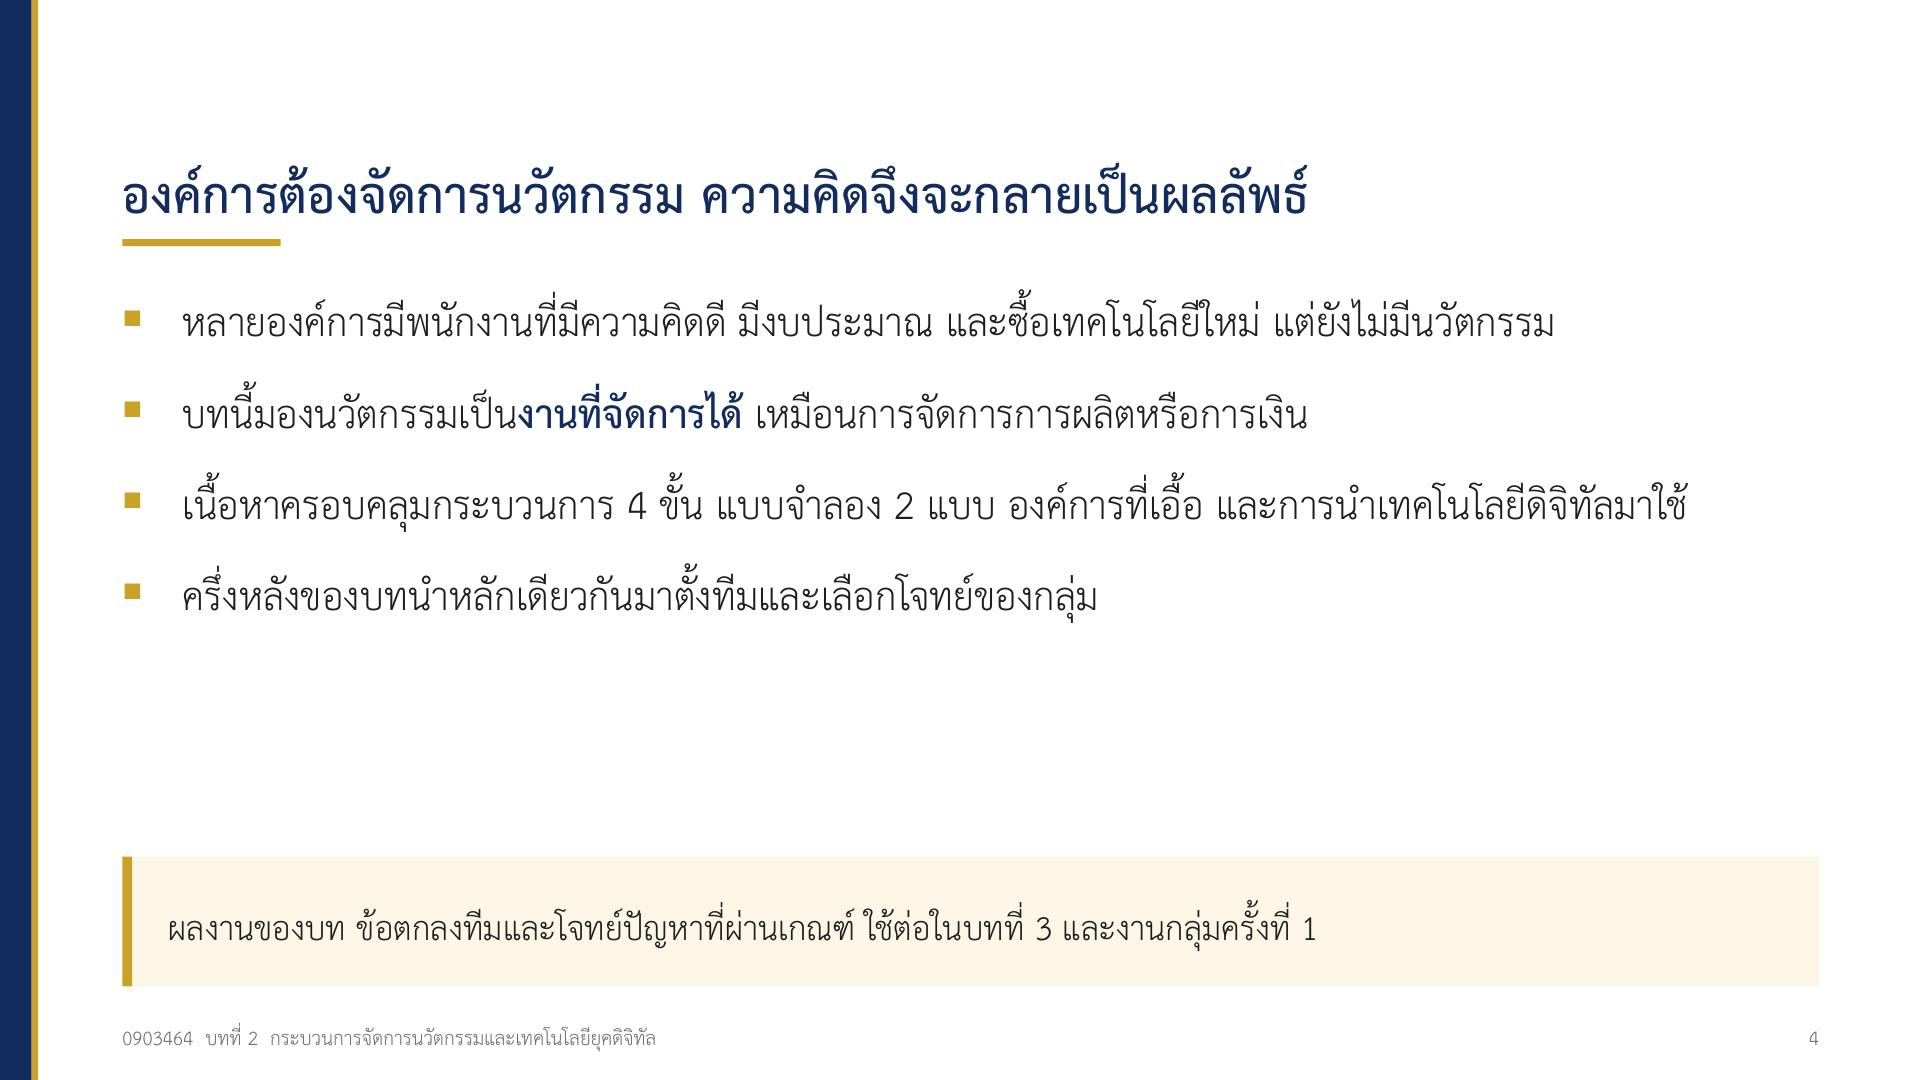 องค์การต้องจัดการนวัตกรรม ความคิดจึงจะกลายเป็นผลลัพธ์
หลายองค์การมีพนักงานที่มีความคิดดี มีงบประมาณ และซื้อเทคโนโลยีใหม่ แต่ยังไม่มีนวัตกรรม
บทนี้มองนวัตกรรมเป็นงานที่จัดการได้ เหมือนการจัดการการผลิตหรือการเงิน
เนื้อหาครอบคลุมกระบวนการ 4 ขั้น แบบจำลอง 2 แบบ องค์การที่เอื้อ และการนำเทคโนโลยีดิจิทัลมาใช้
ครึ่งหลังของบทนำหลักเดียวกันมาตั้งทีมและเลือกโจทย์ของกลุ่ม
ผลงานของบท ข้อตกลงทีมและโจทย์ปัญหาที่ผ่านเกณฑ์ ใช้ต่อในบทที่ 3 และงานกลุ่มครั้งที่ 1
0903464 บทที่ 2 กระบวนการจัดการนวัตกรรมและเทคโนโลยียุคดิจิทัล
4